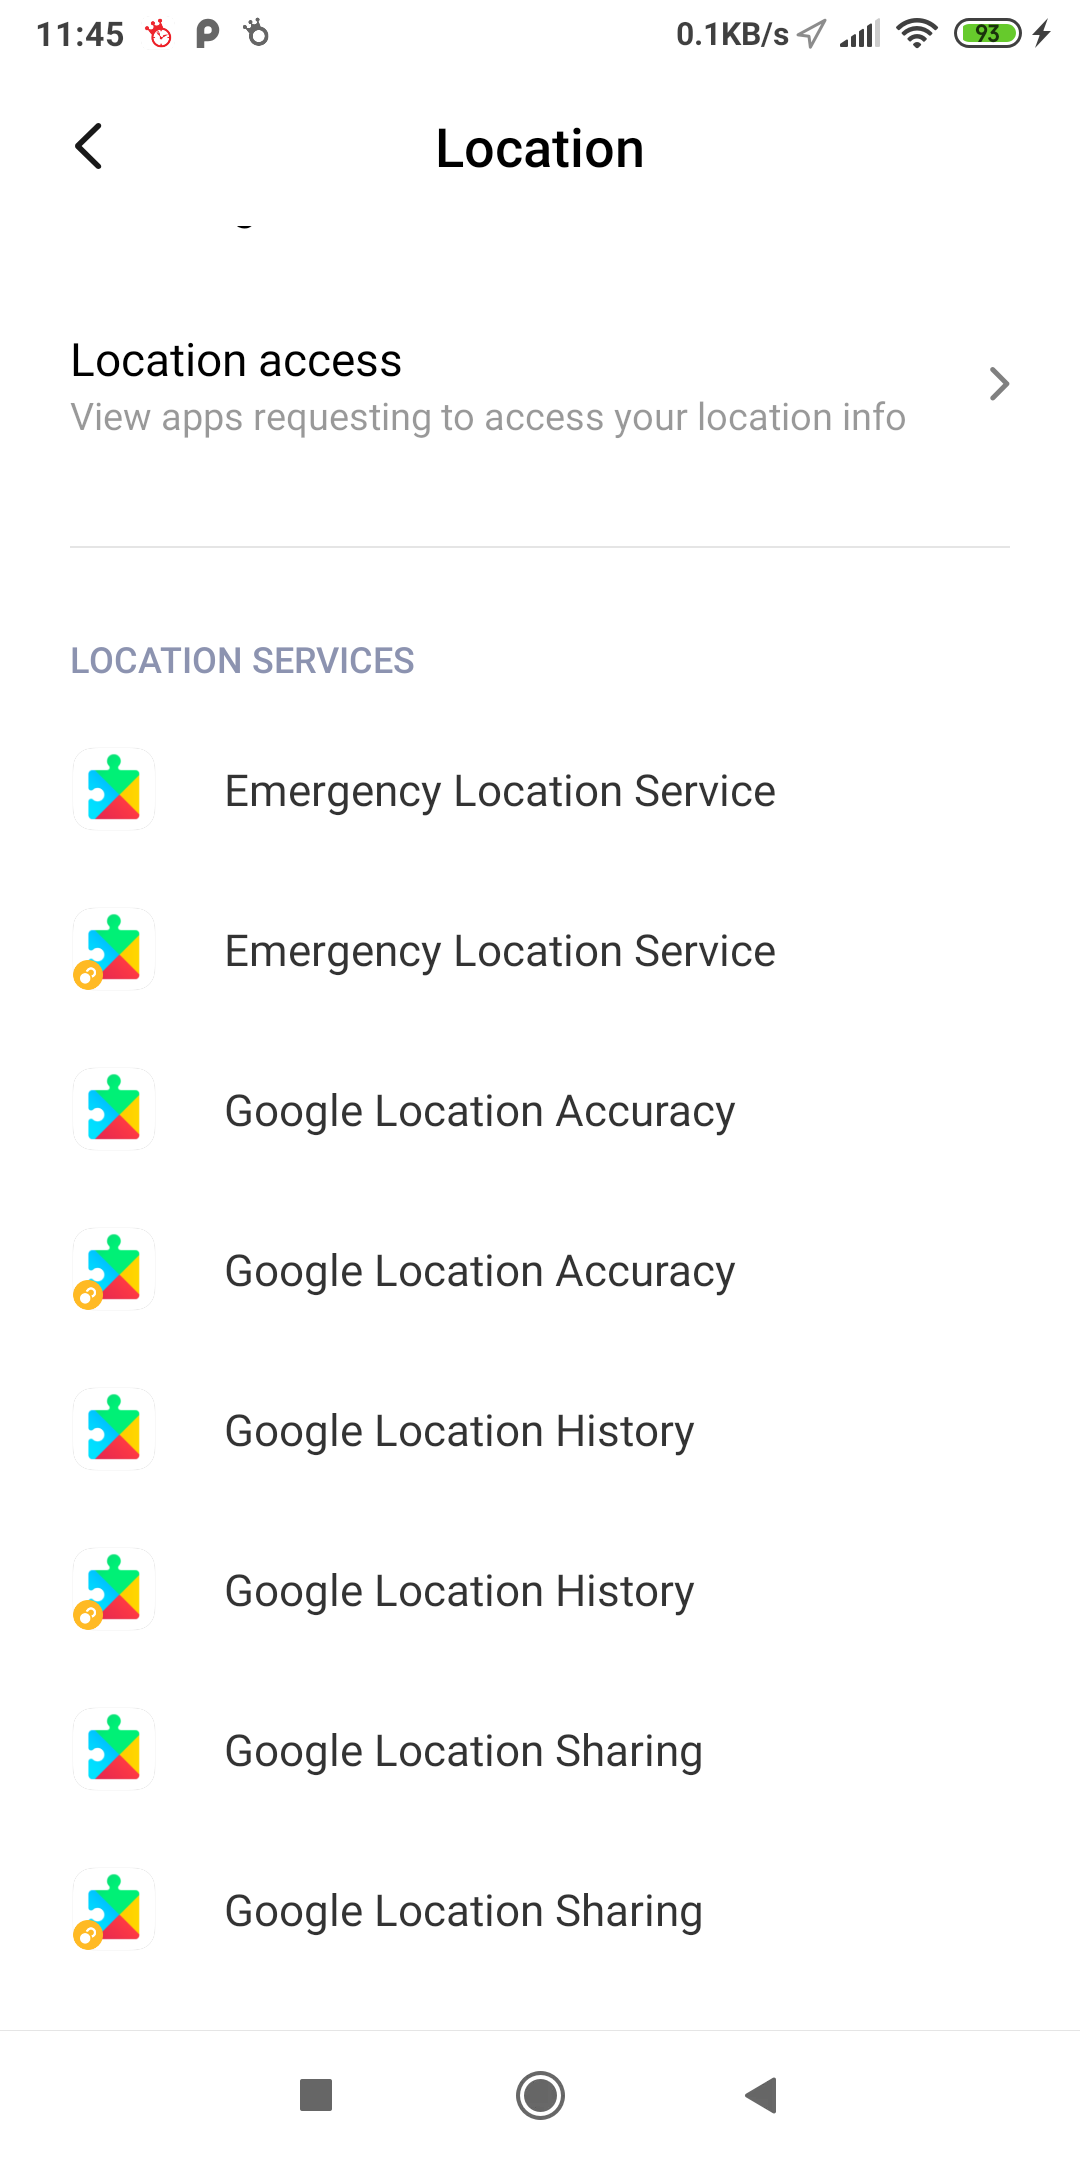 11:45 0.1KB/s 93
Location
Location access
View apps requesting to access your location info
LOCATION SERVICES
Emergency Location Service
Emergency Location Service
Google Location Accuracy
Google Location Accuracy
Google Location History
Google Location History
Google Location Sharing
Google Location Sharing